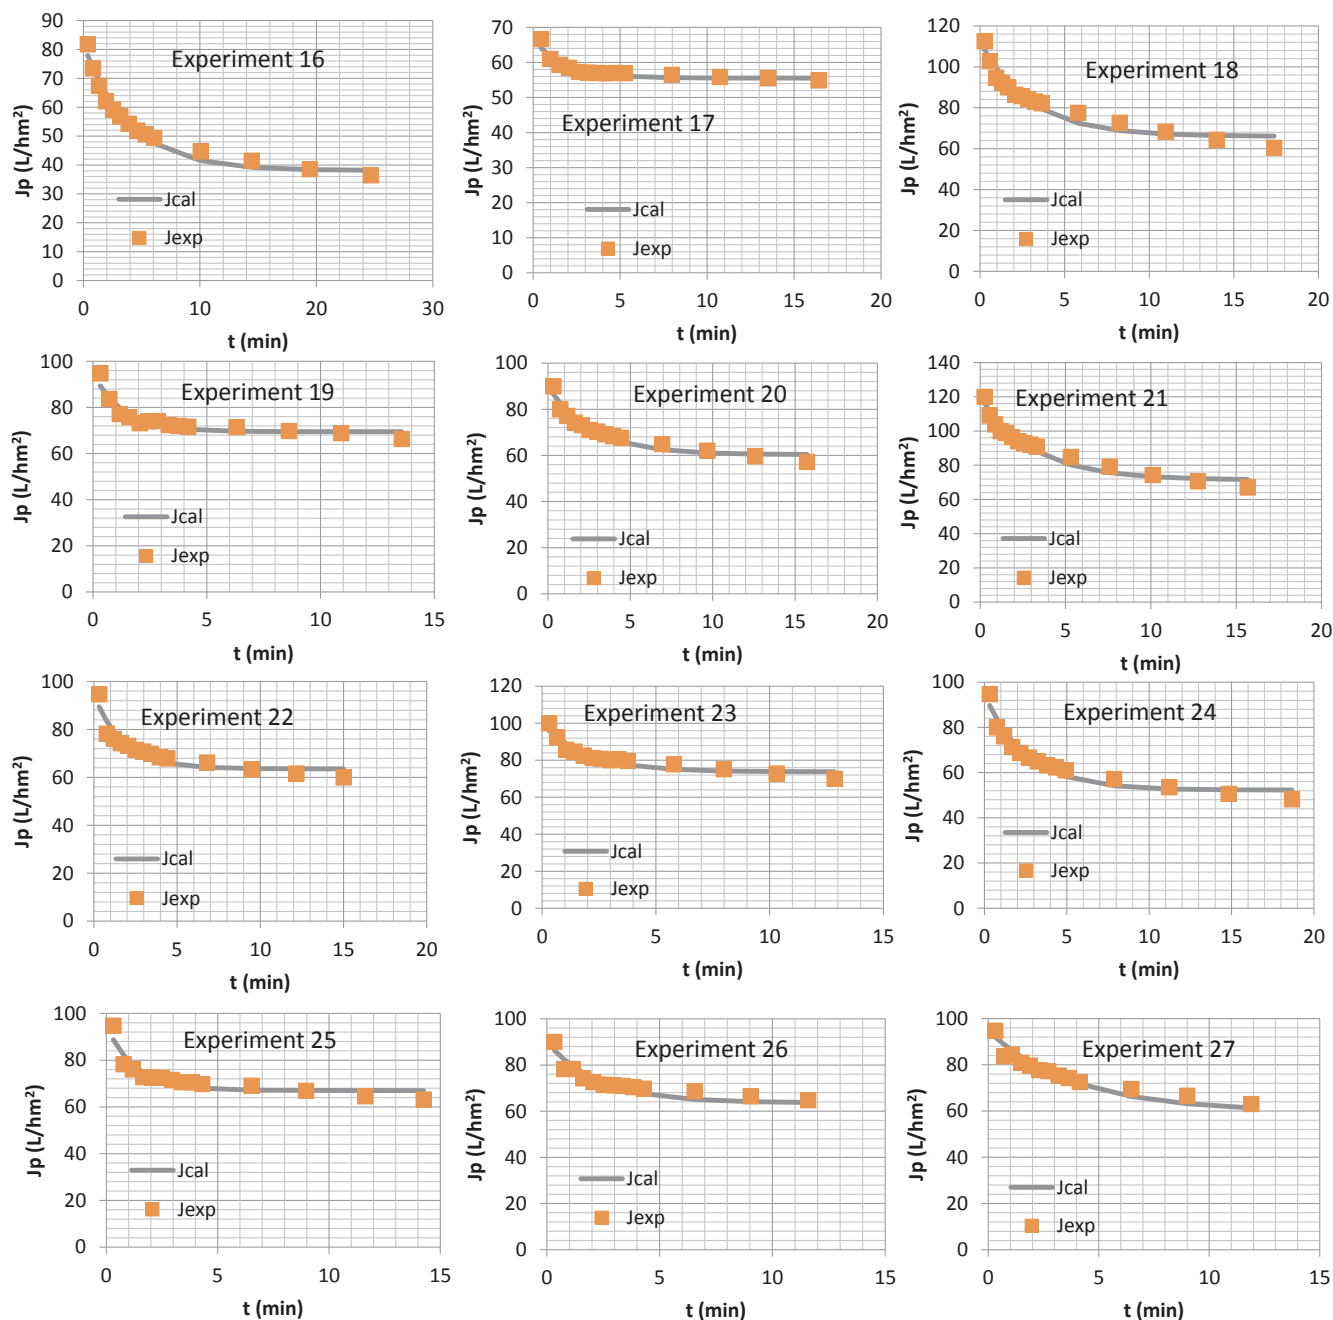 90
80
70
60
50
40
30
20
10
0
Jp (L/hm²)
Experiment 16
Jcal
Jexp
0 10 20 30
t (min)
70
60
50
40
30
20
10
0
Jp (L/hm²)
Experiment 17
Jcal
Jexp
0 5 10 15 20
t (min)
120
100
80
60
40
20
0
Jp (L/hm²)
Experiment 18
Jcal
Jexp
0 5 10 15 20
t (min)
100
80
60
40
20
0
Jp (L/hm²)
Experiment 19
Jcal
Jexp
0 5 10 15
t (min)
100
80
60
40
20
0
Jp (L/hm²)
Experiment 20
Jcal
Jexp
0 5 10 15 20
t (min)
140
120
100
80
60
40
20
0
Jp (L/hm²)
Experiment 21
Jcal
Jexp
0 5 10 15 20
t (min)
100
80
60
40
20
0
Jp (L/hm²)
Experiment 22
Jcal
Jexp
0 5 10 15 20
t (min)
120
100
80
60
40
20
0
Jp (L/hm²)
Experiment 23
Jcal
Jexp
0 5 10 15
t (min)
100
80
60
40
20
0
Jp (L/hm²)
Experiment 24
Jcal
Jexp
0 5 10 15 20
t (min)
100
80
60
40
20
0
Jp (L/hm²)
Experiment 25
Jcal
Jexp
0 5 10 15
t (min)
100
80
60
40
20
0
Jp (L/hm²)
Experiment 26
Jcal
Jexp
0 5 10 15
t (min)
100
80
60
40
20
0
Jp (L/hm²)
Experiment 27
Jcal
Jexp
0 5 10 15
t (min)